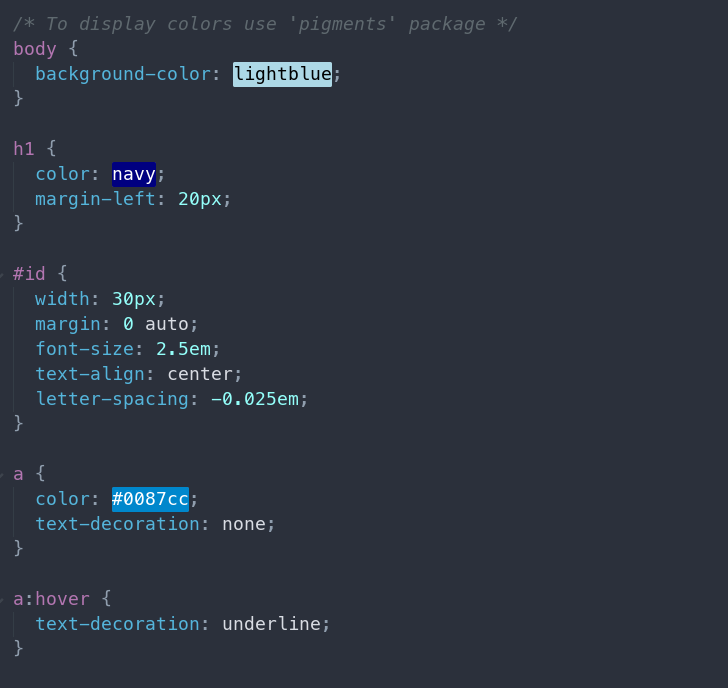 /* To display colors use 'pigments' package */
body {
  background-color: lightblue;
}

h1 {
  color: navy;
  margin-left: 20px;
}

#id {
  width: 30px;
  margin: 0 auto;
  font-size: 2.5em;
  text-align: center;
  letter-spacing: -0.025em;
}

a {
  color: #0087cc;
  text-decoration: none;
}

a:hover {
  text-decoration: underline;
}